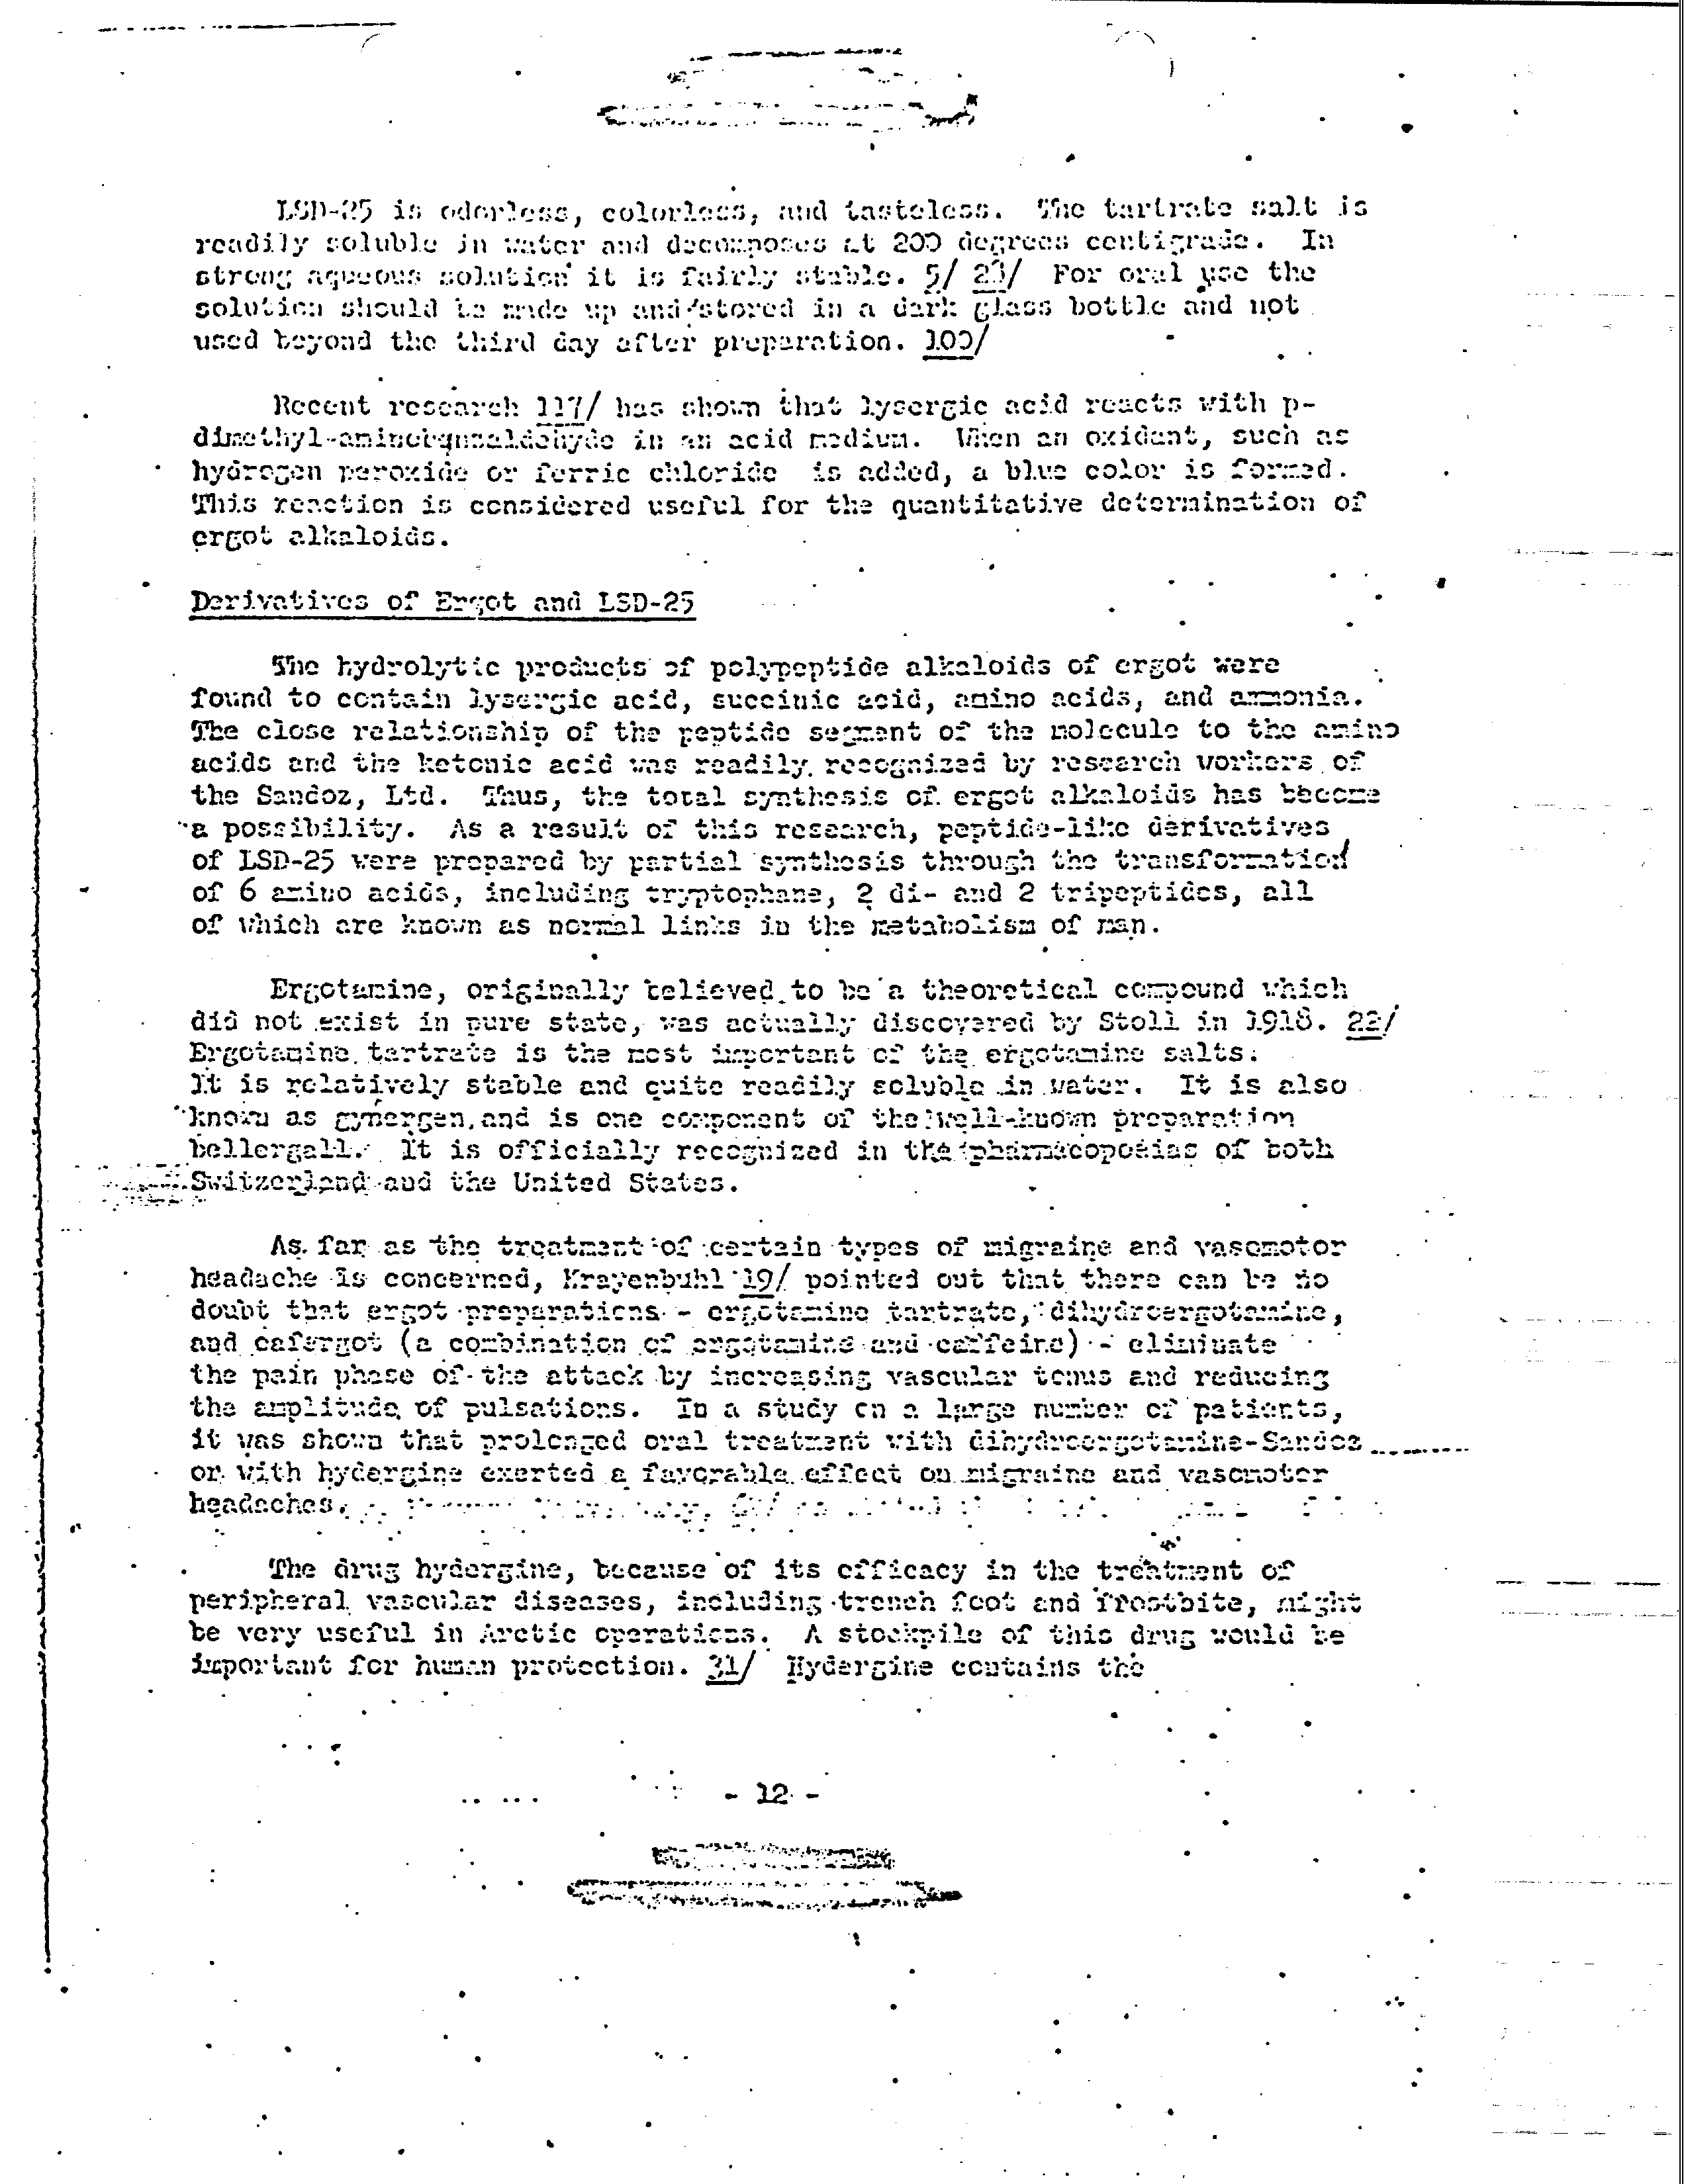 LSD-25 is odorless, colorless, and tasteless. The tartrate salt is
readily soluble in water and decomposes at 200 degrees centigrade. In
strong aqueous solution it is fairly stable. 5/ 23/ For oral use the
solution should be made up and/stored in a dark glass bottle and not
used beyond the third day after preparation. 100/
Recent research 117/ has shown that lysergic acid reacts with p-
dimethyl-aminobenzaldehyde in an acid medium. When an oxidant, such as
hydrogen peroxide or ferric chloride is added, a blue color is formed.
This reaction is considered useful for the quantitative determination of
ergot alkaloids.
Derivatives of Ergot and LSD-25
The hydrolytic products of polypeptide alkaloids of ergot were
found to contain lysergic acid, succinic acid, amino acids, and ammonia.
The close relationship of the peptide segment of the molecule to the amino
acids and the ketonic acid was readily recognized by research workers of
the Sandoz, Ltd. Thus, the total synthesis of ergot alkaloids has become
a possibility. As a result of this research, peptide-like derivatives
of LSD-25 were prepared by partial synthesis through the transformation
of 6 amino acids, including tryptophane, 2 di- and 2 tripeptides, all
of which are known as normal links in the metabolism of man.
Ergotamine, originally believed to be a theoretical compound which
did not exist in pure state, was actually discovered by Stoll in 1918. 22/
Ergotamine tartrate is the most important of the ergotamine salts.
It is relatively stable and quite readily soluble in water. It is also
known as gynergen and is one component of the well-known preparation
bellergall. It is officially recognized in the pharmacopoeias of both
Switzerland and the United States.
As far as the treatment of certain types of migraine and vasomotor
headache is concerned, Krayenbuhl 19/ pointed out that there can be no
doubt that ergot preparations - ergotamine tartrate, dihydroergotamine,
and cafergot (a combination of ergotamine and caffeine) - eliminate
the pain phase of the attack by increasing vascular tonus and reducing
the amplitude of pulsations. In a study on a large number of patients,
it was shown that prolonged oral treatment with dihydroergotamine-Sandoz
or with hydergine exerted a favorable effect on migraine and vasomotor
headaches.
The drug hydergine, because of its efficacy in the treatment of
peripheral vascular diseases, including trench foot and frostbite, might
be very useful in Arctic operations. A stockpile of this drug would be
important for human protection. 31/ Hydergine contains the
- 12 -